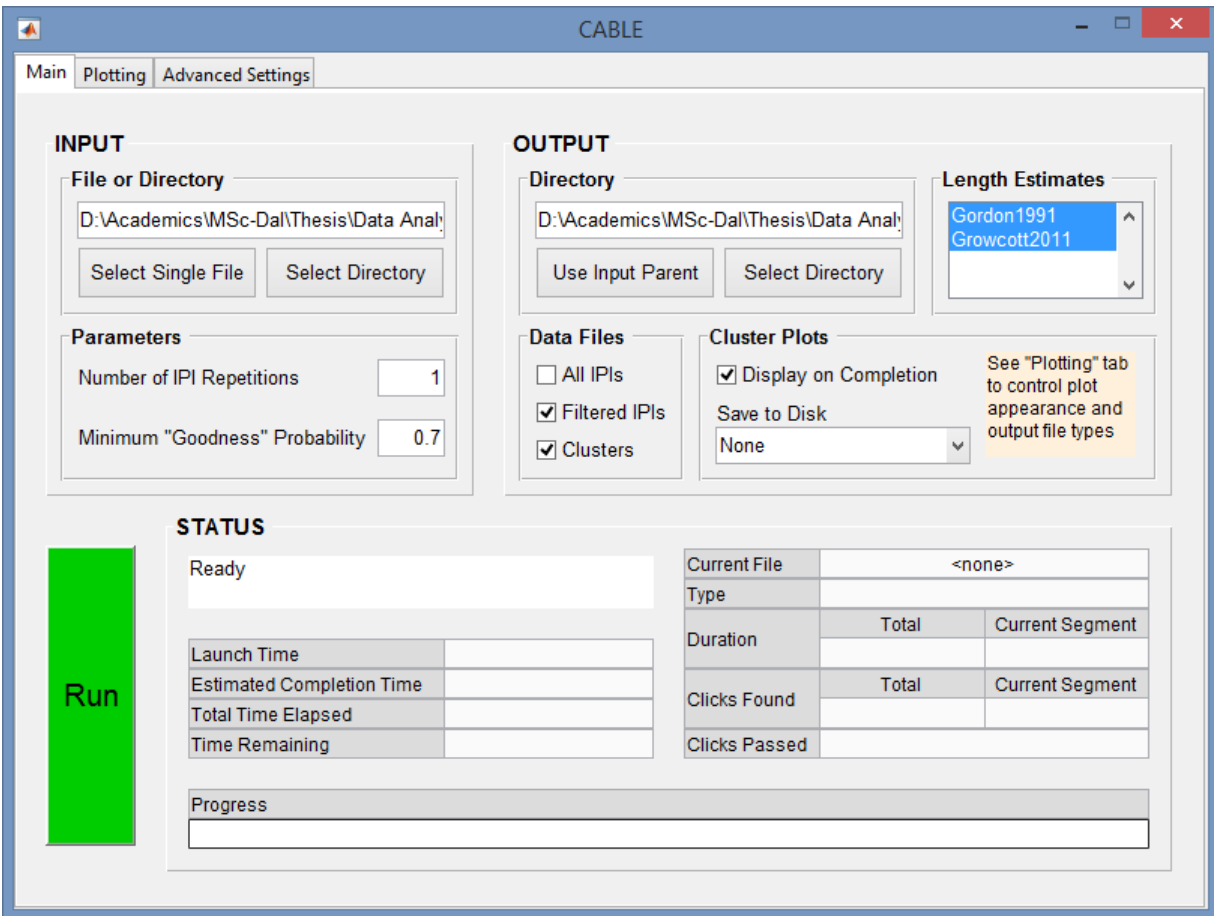 CABLE
Main Plotting Advanced Settings
INPUT
File or Directory
D:\Academics\MSc-Dal\Thesis\Data Analy
Select Single File Select Directory
Parameters
Number of IPI Repetitions 1
Minimum "Goodness" Probability 0.7
OUTPUT
Directory
D:\Academics\MSc-Dal\Thesis\Data Analy
Use Input Parent Select Directory
Length Estimates
Gordon1991
Growcott2011
Data Files
All IPIs
Filtered IPIs
Clusters
Cluster Plots
Display on Completion
Save to Disk
None
See "Plotting" tab
to control plot
appearance and
output file types
Run
STATUS
Ready
Launch Time
Estimated Completion Time
Total Time Elapsed
Time Remaining
Current File <none>
Type
Duration Total Current Segment
Clicks Found Total Current Segment
Clicks Passed
Progress